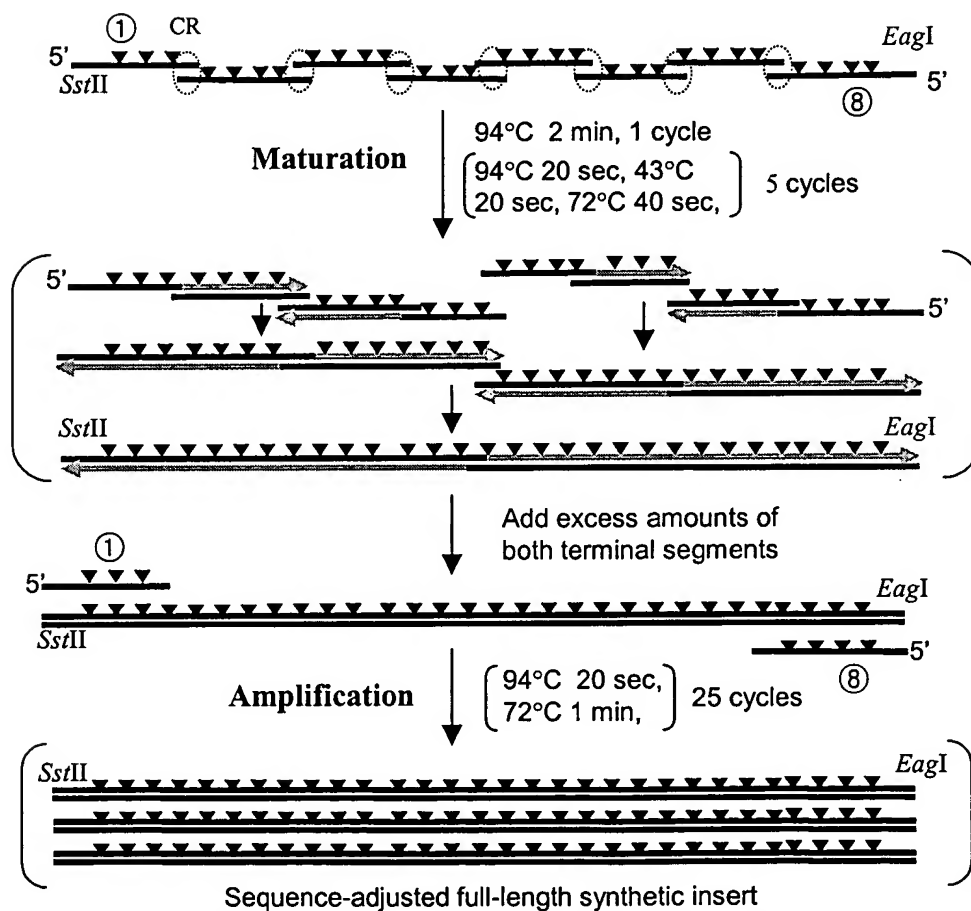 ① CR
5' EagI
SstII 5'
⑧
94°C 2 min, 1 cycle
Maturation
94°C 20 sec, 43°C
20 sec, 72°C 40 sec,
5 cycles
5'
5'
SstII EagI
Add excess amounts of
both terminal segments
①
5' EagI
SstII
5'
⑧
Amplification
94°C 20 sec,
72°C 1 min,
25 cycles
SstII EagI
Sequence-adjusted full-length synthetic insert